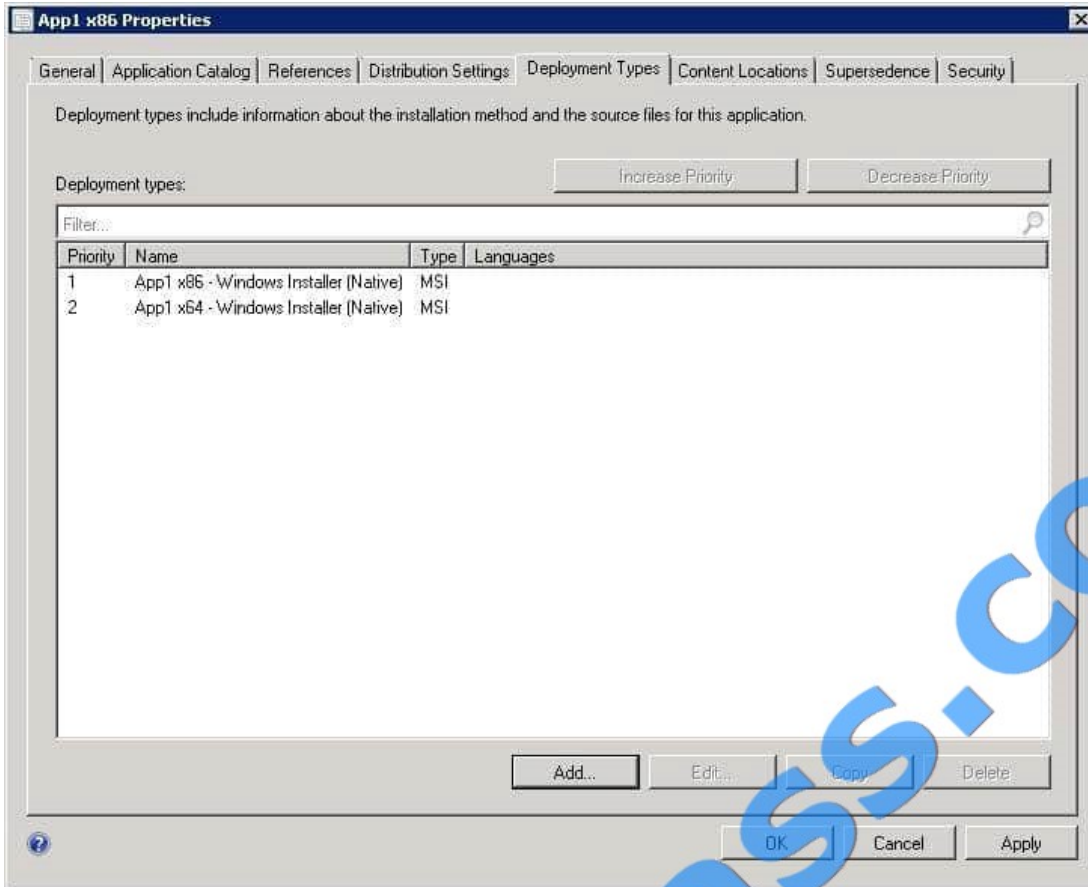 App1 x86 Properties
General Application Catalog References Distribution Settings Deployment Types Content Locations Supersedence Security
Deployment types include information about the installation method and the source files for this application.
Increase Priority Decrease Priority
Deployment types:
Filter...
Priority Name Type Languages
1 App1 x86 - Windows Installer (Native) MSI
2 App1 x64 - Windows Installer (Native) MSI
Add... Edit... Copy Delete
OK Cancel Apply
ss.co